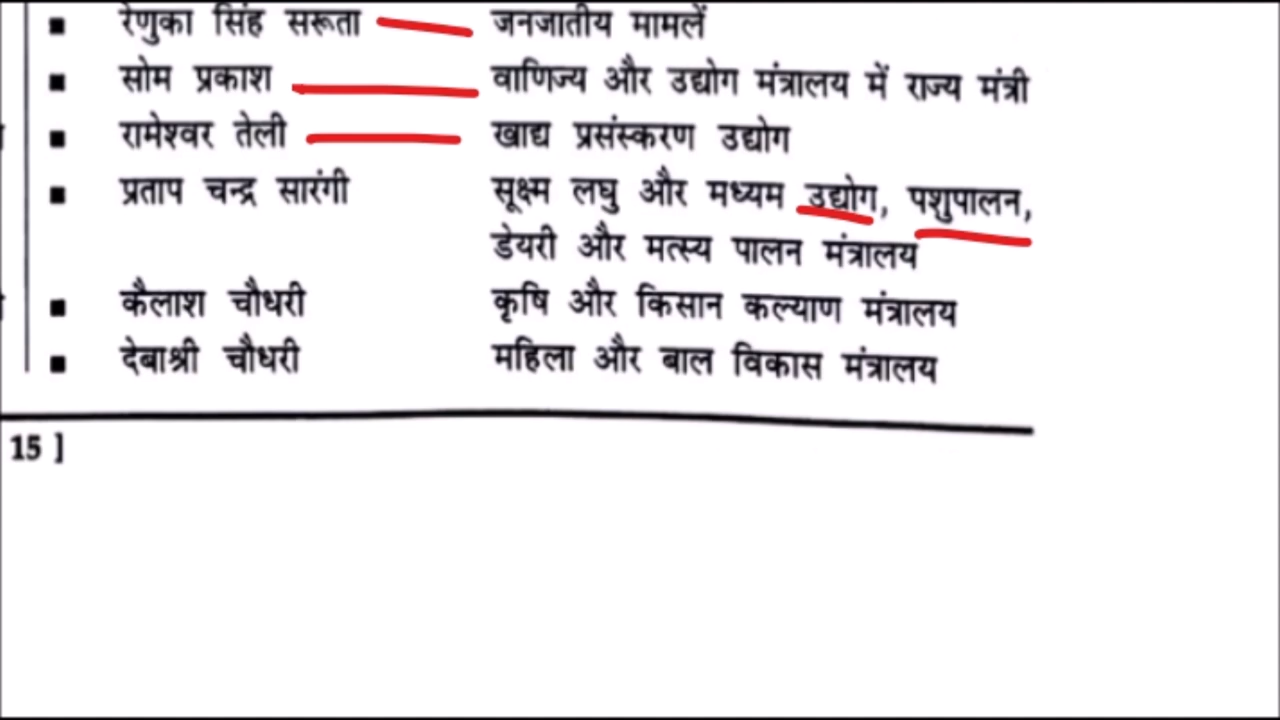 ▪ रेणुका सिंह सरूता जनजातीय मामलें
▪ सोम प्रकाश वाणिज्य और उद्योग मंत्रालय में राज्य मंत्री
▪ रामेश्वर तेली खाद्य प्रसंस्करण उद्योग
▪ प्रताप चन्द्र सारंगी सूक्ष्म लघु और मध्यम उद्योग, पशुपालन,
डेयरी और मत्स्य पालन मंत्रालय
▪ कैलाश चौधरी कृषि और किसान कल्याण मंत्रालय
▪ देबाश्री चौधरी महिला और बाल विकास मंत्रालय
15 ]